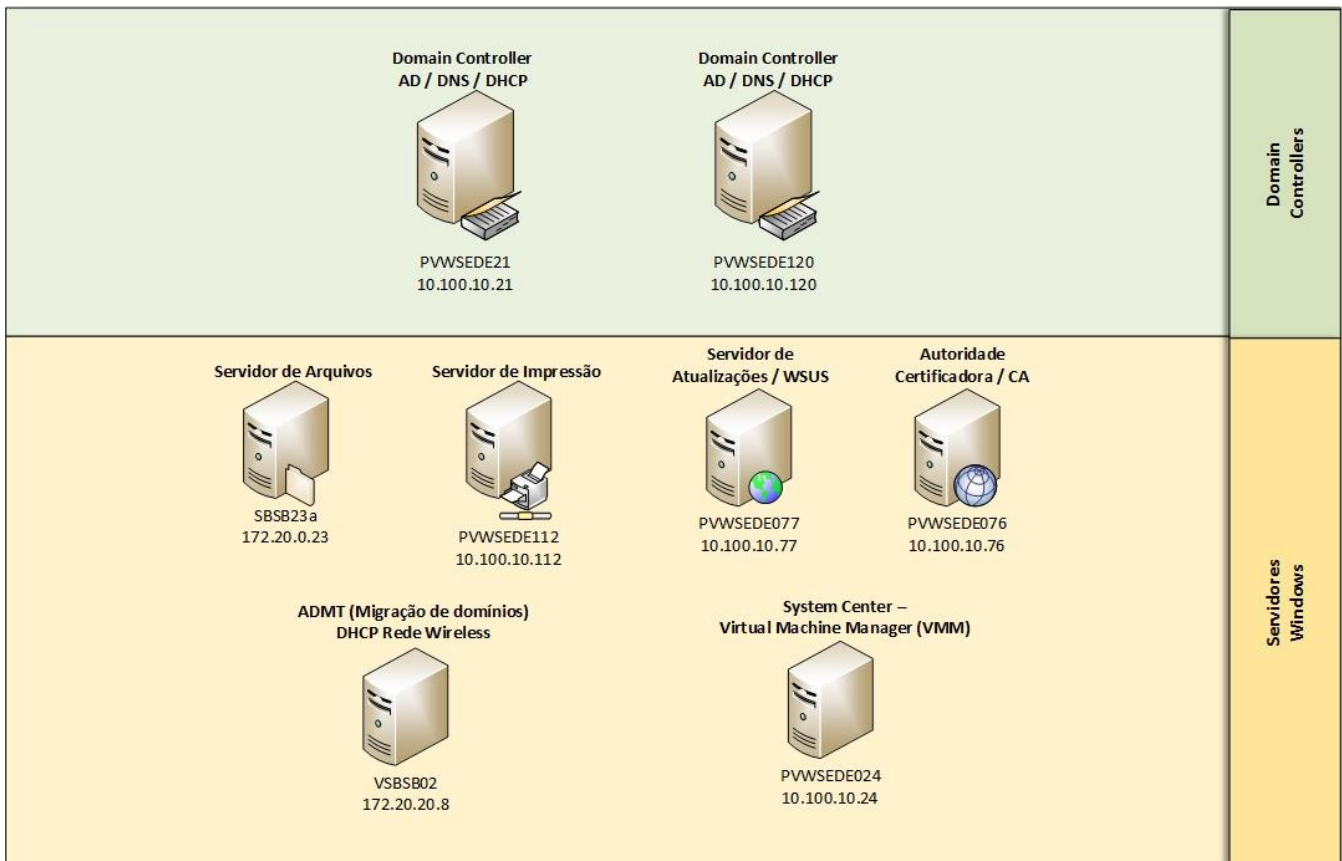 Domain Controller
AD / DNS / DHCP
PVWSEDE21
10.100.10.21
Domain Controller
AD / DNS / DHCP
PVWSEDE120
10.100.10.120
Domain
Controllers
Servidor de Arquivos
SBSB23a
172.20.0.23
Servidor de Impressão
PVWSEDE112
10.100.10.112
Servidor de
Atualizações / WSUS
PVWSEDE077
10.100.10.77
Autoridade
Certificadora / CA
PVWSEDE076
10.100.10.76
ADMT (Migração de domínios)
DHCP Rede Wireless
VSBSB02
172.20.20.8
System Center –
Virtual Machine Manager (VMM)
PVWSEDE024
10.100.10.24
Servidores
Windows